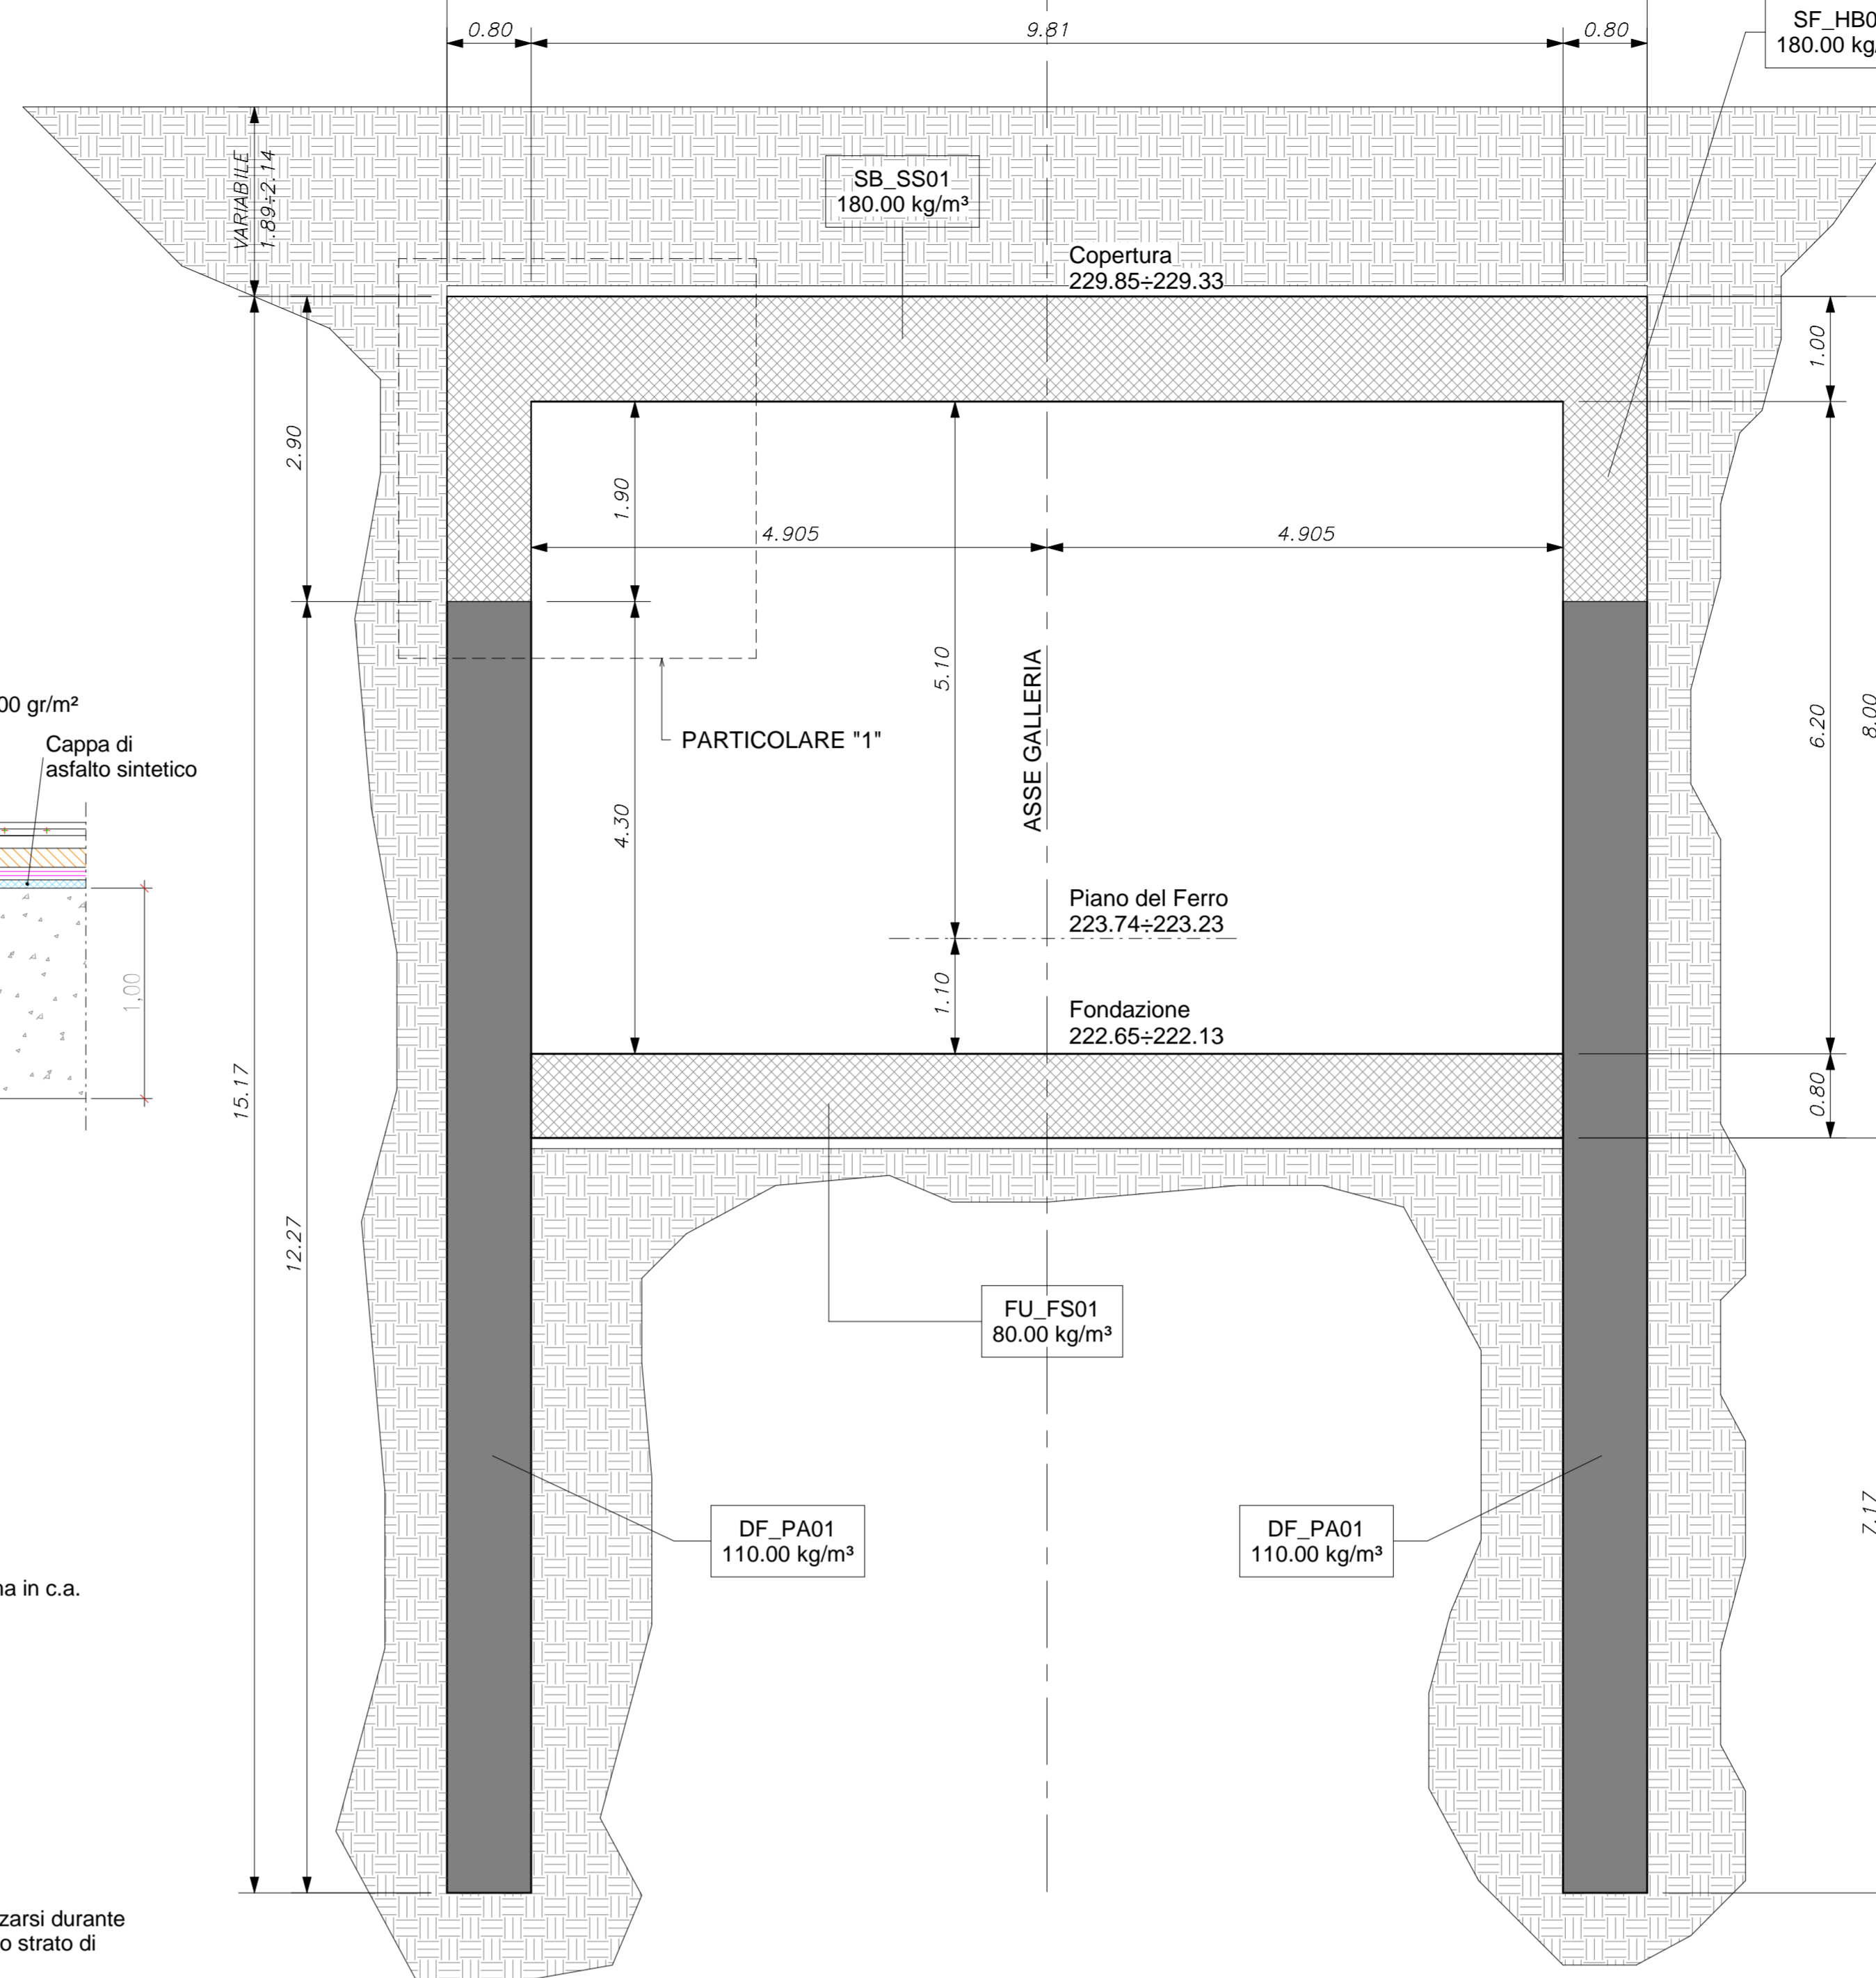 0.80
9.81
0.80
SF_HB0
180.00 kg/
VARIABILE
1.89÷2.14
SB_SS01
180.00 kg/m³
Copertura
229.85÷229.33
1.00
2.90
1.90
4.905
4.905
5.10
ASSE GALLERIA
6.20
8.00
00 gr/m²
Cappa di
asfalto sintetico
PARTICOLARE "1"
4.30
Piano del Ferro
223.74÷223.23
1,00
1.10
Fondazione
222.65÷222.13
15.17
0.80
12.27
FU_FS01
80.00 kg/m³
DF_PA01
110.00 kg/m³
DF_PA01
110.00 kg/m³
7.17
na in c.a.
zarsi durante
o strato di